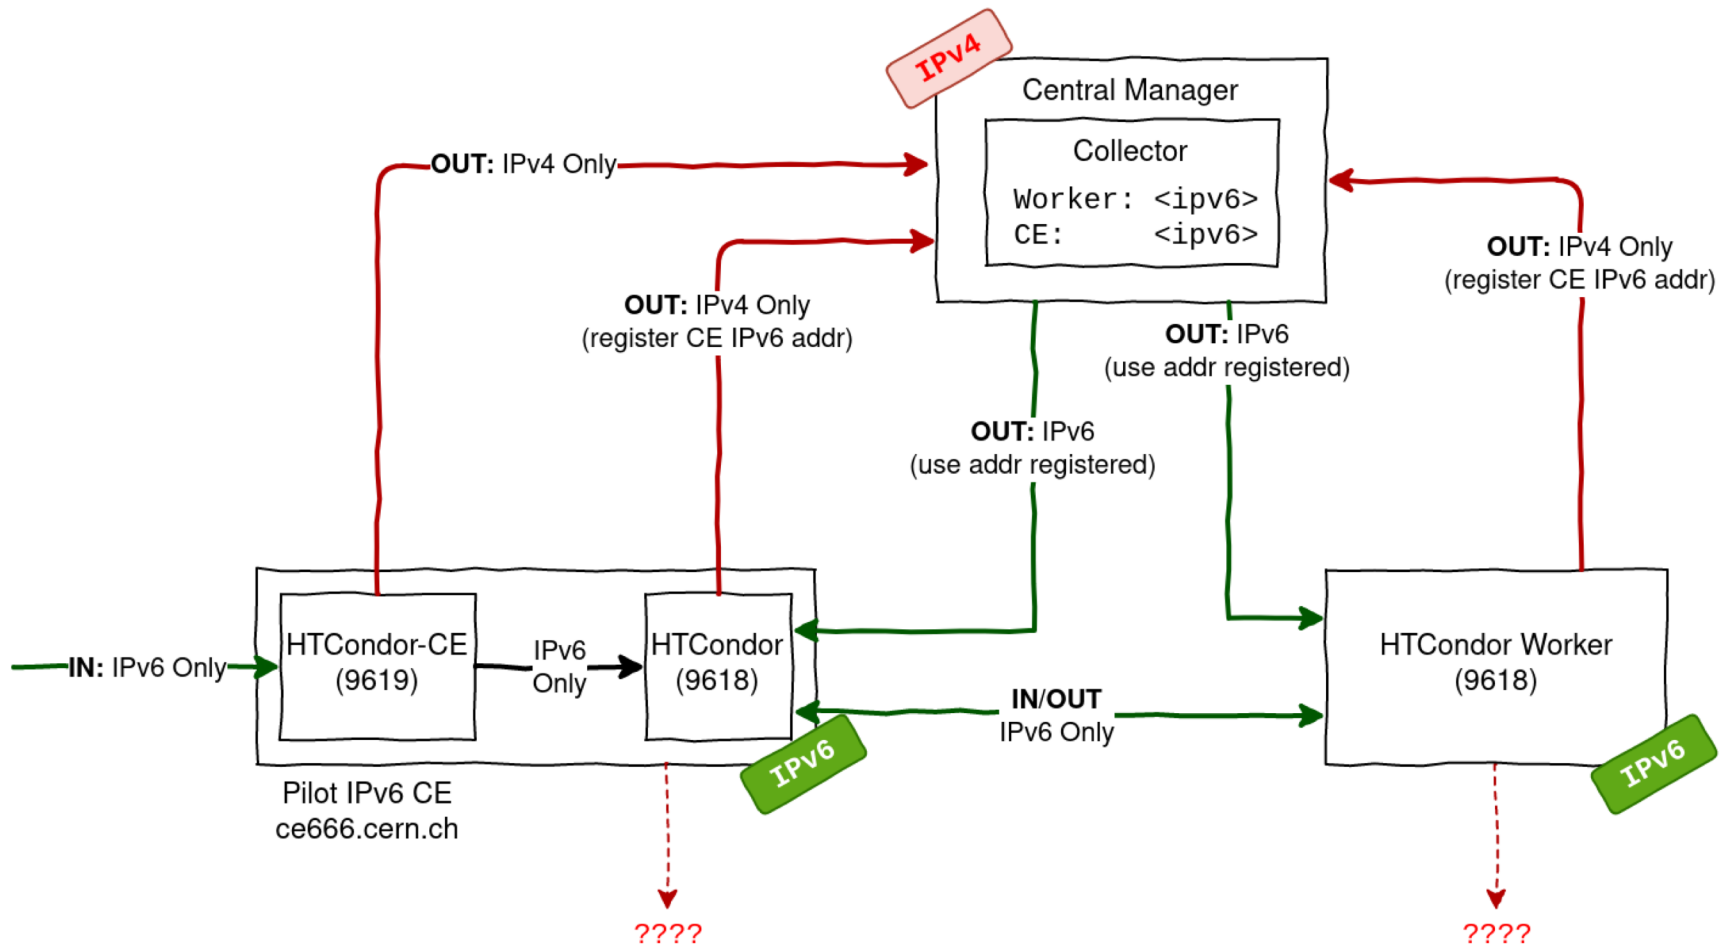 IPv4
Central Manager
Collector
Worker: <ipv6>
CE: <ipv6>
OUT: IPv4 Only
OUT: IPv4 Only
(register CE IPv6 addr)
OUT: IPv4 Only
(register CE IPv6 addr)
OUT: IPv6
(use addr registered)
OUT: IPv6
(use addr registered)
IN: IPv6 Only
HTCondor-CE
(9619)
IPv6
Only
HTCondor
(9618)
IN/OUT
IPv6 Only
HTCondor Worker
(9618)
IPv6
IPv6
Pilot IPv6 CE
ce666.cern.ch
????
????